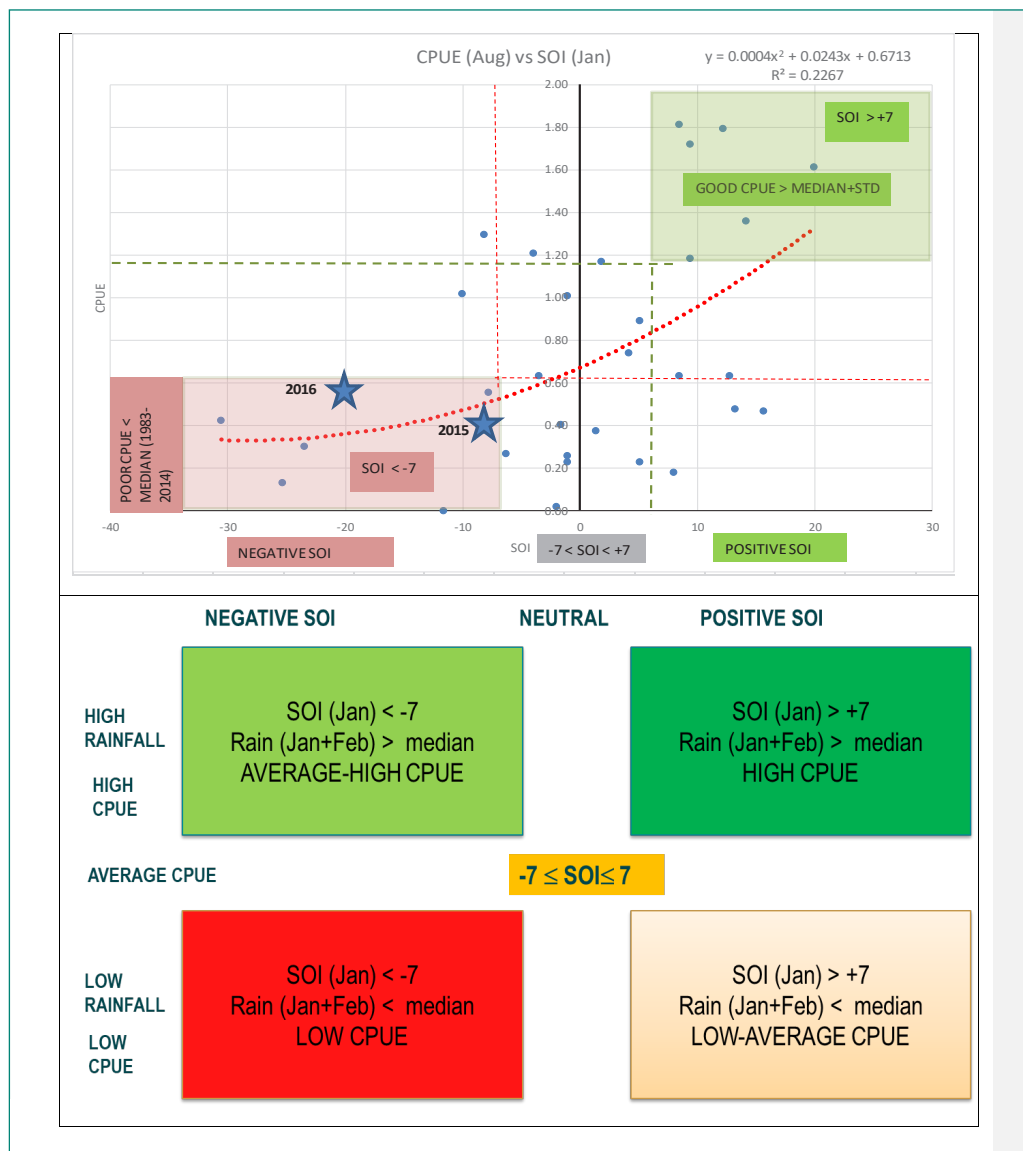 CPUE (Aug) vs SOI (Jan)
y = 0.0004x² + 0.0243x + 0.6713
R² = 0.2267
2.00
1.80
1.60
1.40
1.20
1.00
0.80
0.60
0.40
0.20
0.00
CPUE
SOI >+7
GOOD CPUE > MEDIAN+STD
2016
2015
POOR CPUE <
MEDIAN (1983-
2014)
SOI < -7
-40
-30
-20
-10
0
10
20
30
NEGATIVE SOI
SOI
-7 < SOI < +7
POSITIVE SOI
NEGATIVE SOI
NEUTRAL
POSITIVE SOI
HIGH
RAINFALL
HIGH
CPUE
SOI (Jan) < -7
Rain (Jan+Feb) > median
AVERAGE-HIGH CPUE
SOI (Jan) > +7
Rain (Jan+Feb) > median
HIGH CPUE
AVERAGE CPUE
-7 ≤ SOI≤ 7
LOW
RAINFALL
LOW
CPUE
SOI (Jan) < -7
Rain (Jan+Feb) < median
LOW CPUE
SOI (Jan) > +7
Rain (Jan+Feb) < median
LOW-AVERAGE CPUE